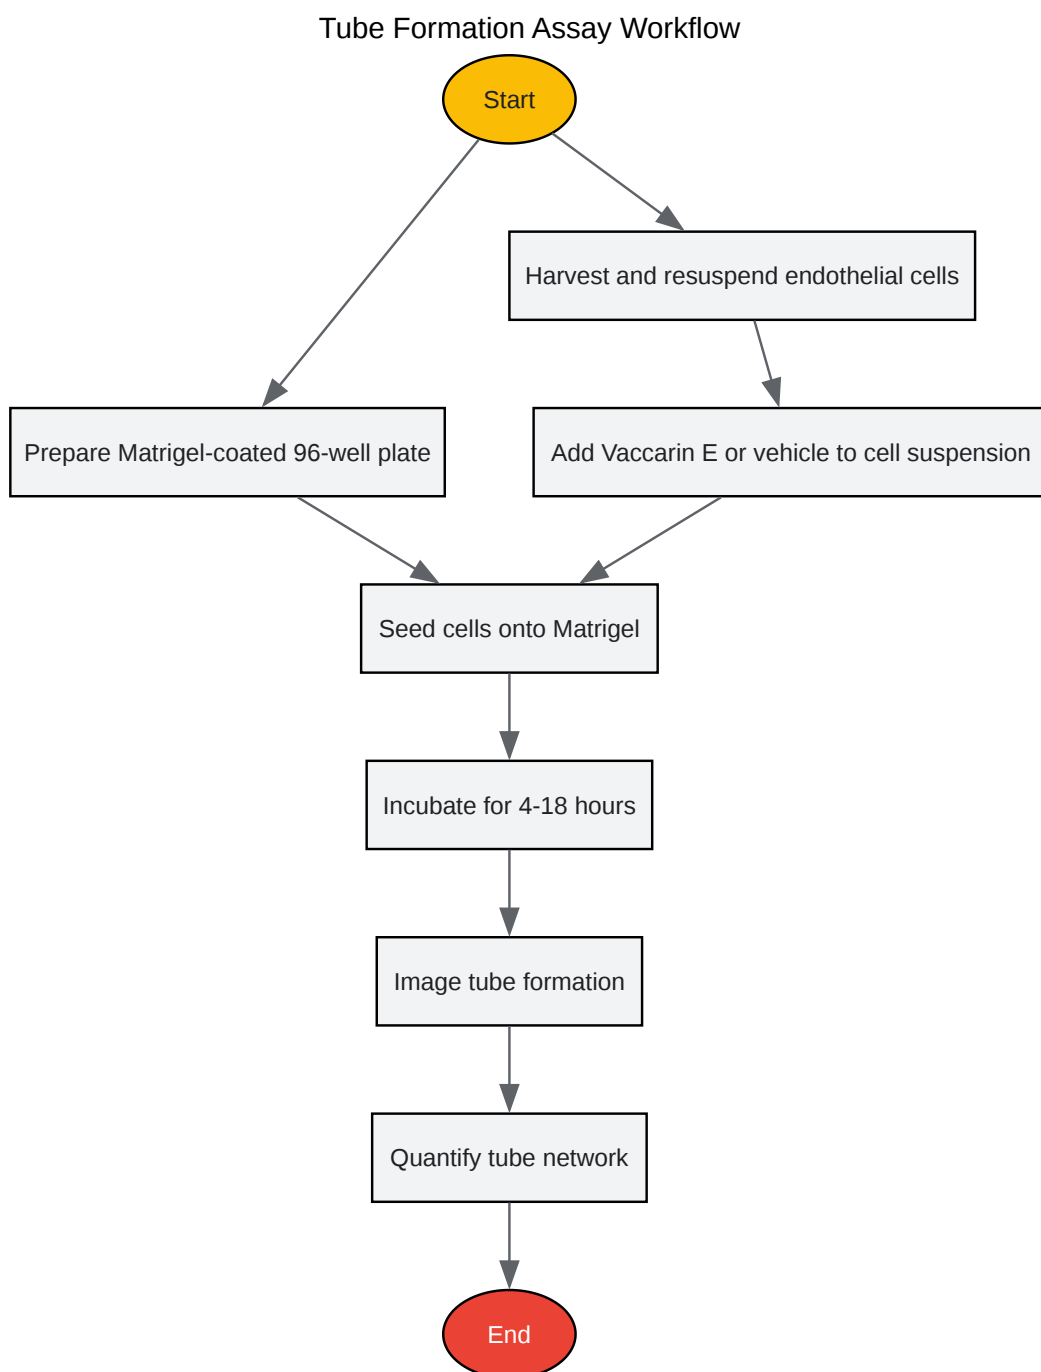 Tube Formation Assay Workflow
Start
Harvest and resuspend endothelial cells
Prepare Matrigel-coated 96-well plate
Add Vaccarin E or vehicle to cell suspension
Seed cells onto Matrigel
Incubate for 4-18 hours
Image tube formation
Quantify tube network
End